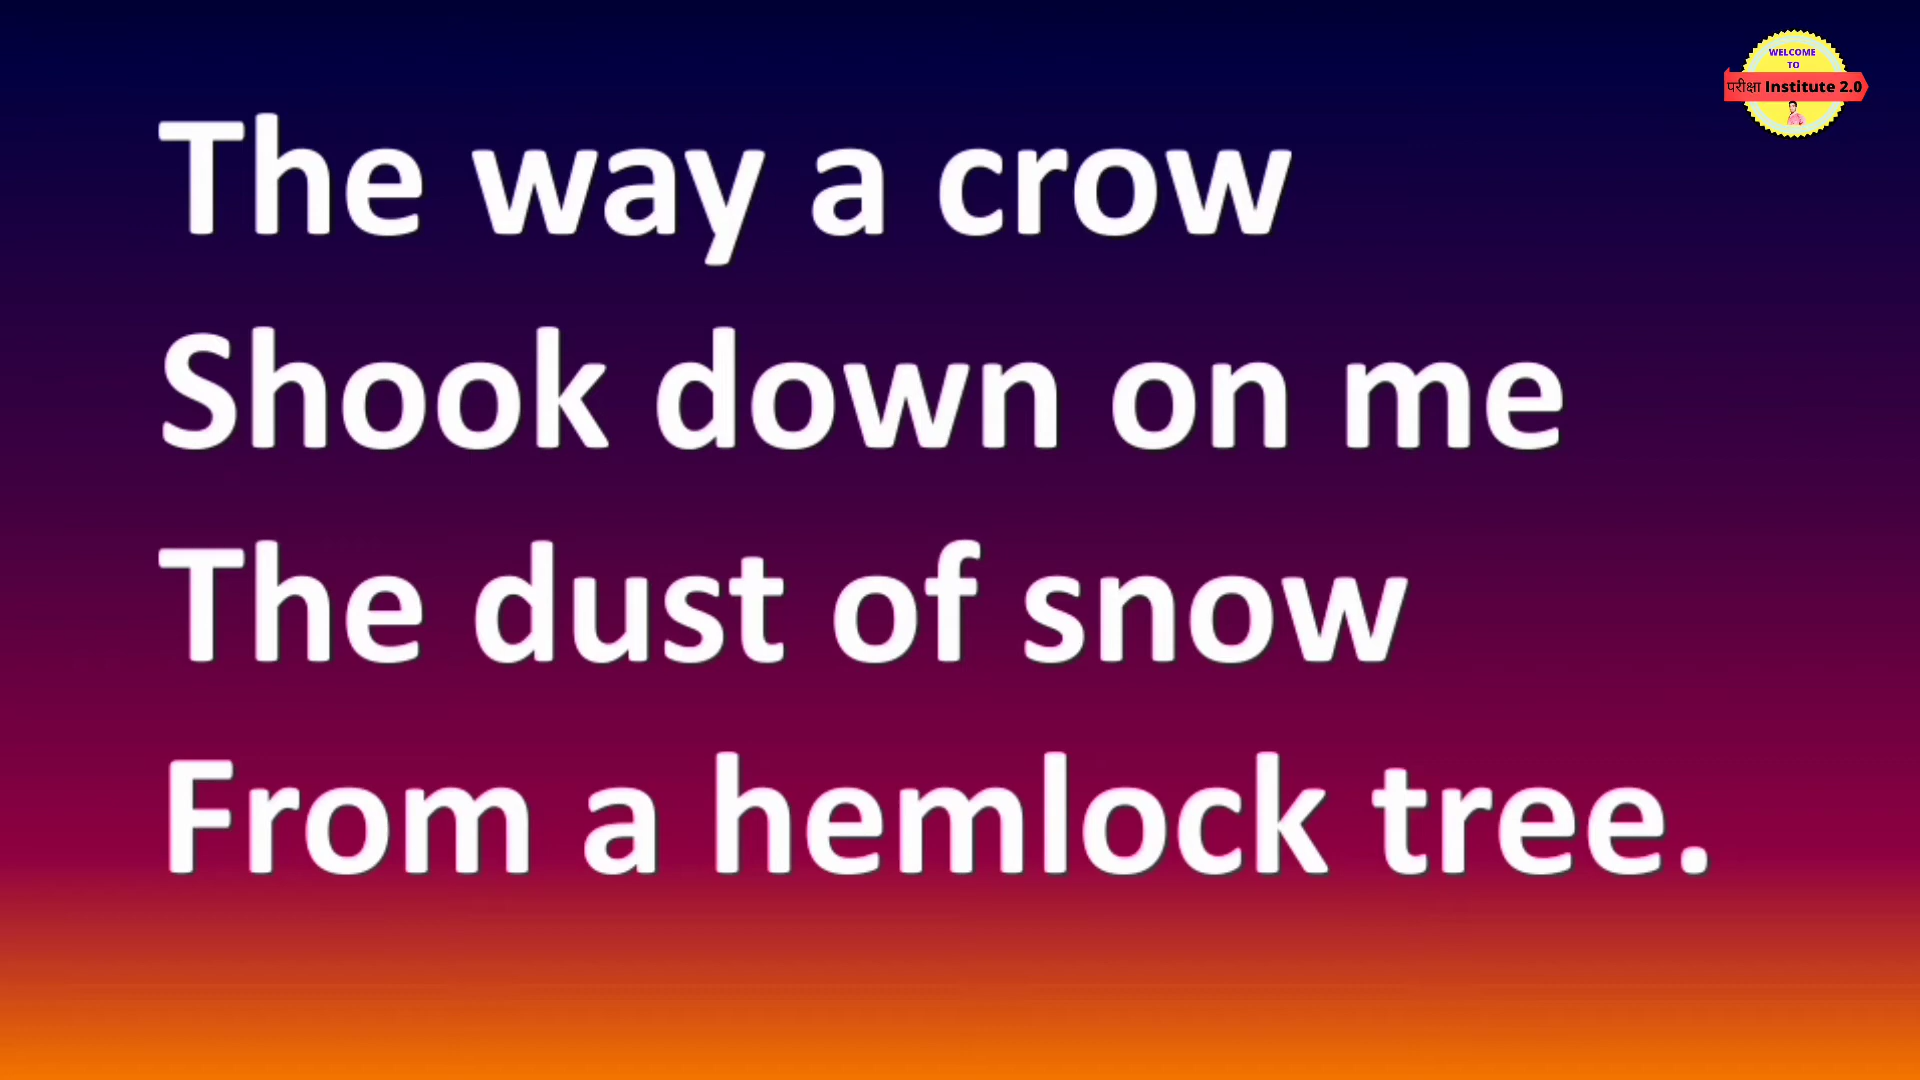 The way a crow
Shook down on me
The dust of snow
From a hemlock tree.
WELCOME
TO
परीक्षा Institute 2.0